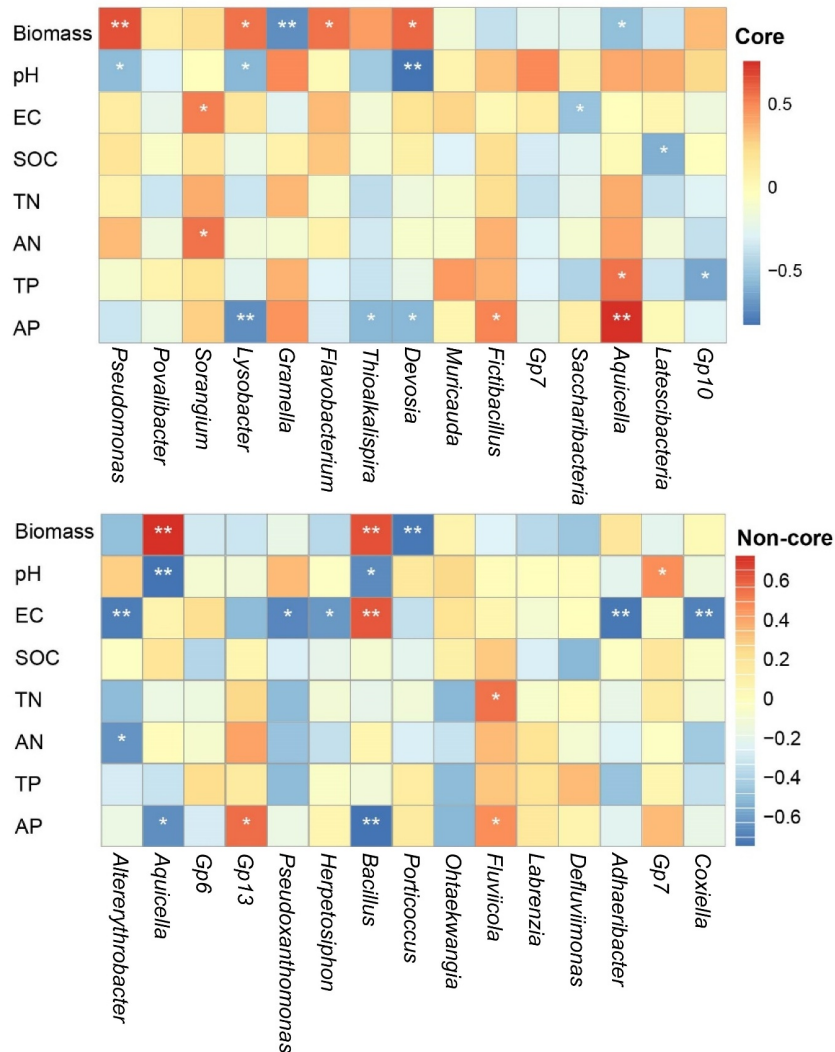 Core
Biomass ** * ** * ** *
pH * * **
EC * *
SOC *
TN
AN *
TP * *
AP ** * * * **
0.5
0
−0.5
Pseudomonas
Povalibacter
Sorangium
Lysobacter
Gramella
Flavobacterium
Thioalkalispira
Devosia
Muricauda
Fictibacillus
Gp7
Saccharibacteria
Aquicella
Latescibacteria
Gp10
Non-core
Biomass ** ** **
pH ** * *
EC ** * * ** ** *
SOC
TN *
AN *
TP
AP * * ** *
0.6
0.4
0.2
0
−0.2
−0.4
−0.6
Altererythrobacter
Aquicella
Gp6
Gp13
Pseudoxanthomonas
Herpetosiphon
Bacillus
Porticoccus
Ohtaekwangia
Fluviicola
Labrenzia
Defluviimonas
Adhaeribacter
Gp7
Coxiella